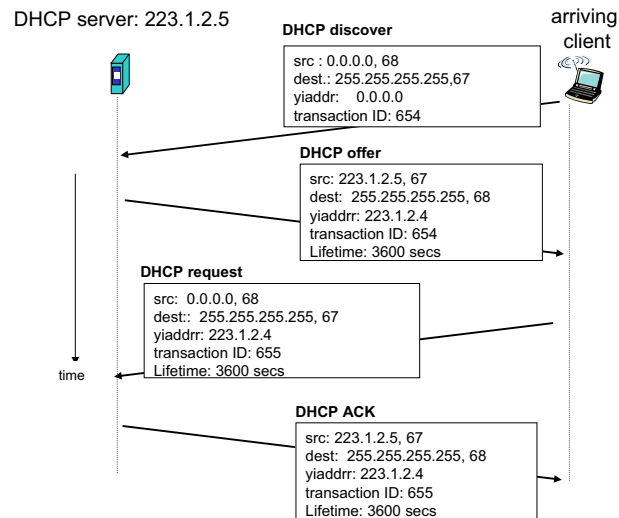 DHCP server: 223.1.2.5
arriving
client
DHCP discover
src : 0.0.0.0, 68
dest.: 255.255.255.255,67
yiaddr: 0.0.0.0
transaction ID: 654
DHCP offer
src: 223.1.2.5, 67
dest: 255.255.255.255, 68
yiaddrr: 223.1.2.4
transaction ID: 654
Lifetime: 3600 secs
DHCP request
src: 0.0.0.0, 68
dest:: 255.255.255.255, 67
yiaddrr: 223.1.2.4
transaction ID: 655
Lifetime: 3600 secs
time
DHCP ACK
src: 223.1.2.5, 67
dest: 255.255.255.255, 68
yiaddrr: 223.1.2.4
transaction ID: 655
Lifetime: 3600 secs